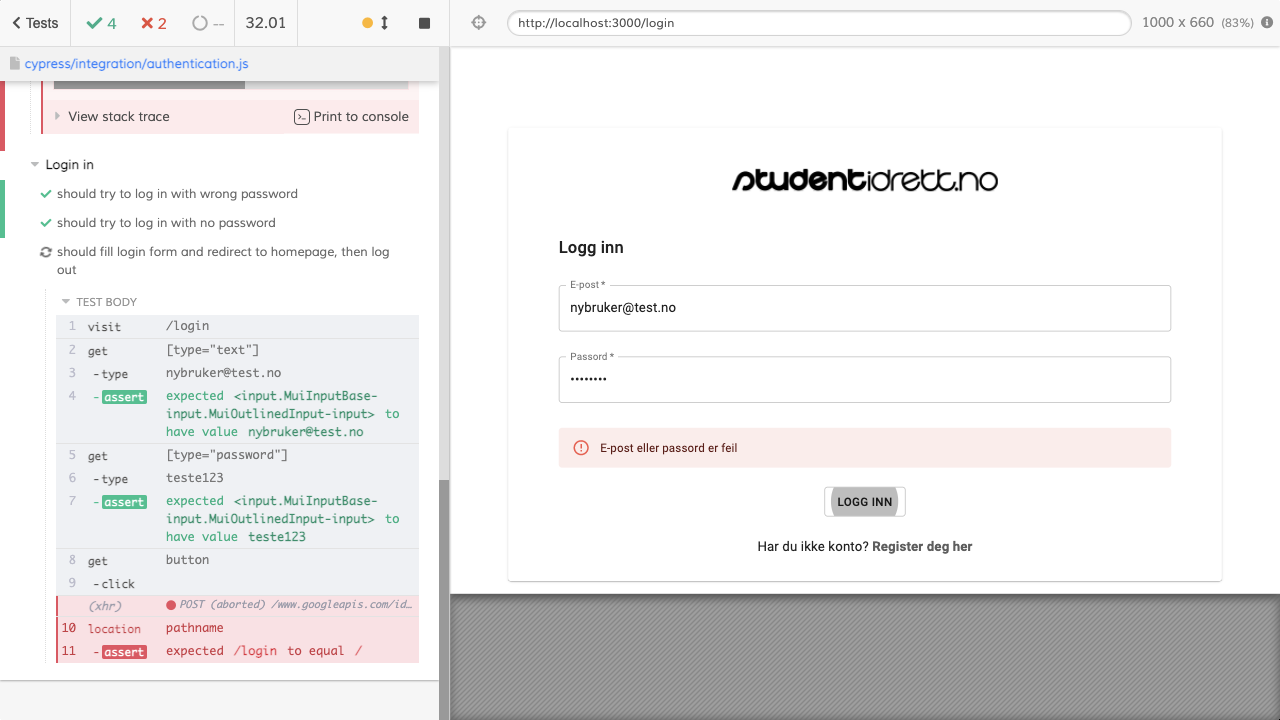 Tests 4 2 -- 32.01
http://localhost:3000/login 1000 x 660 (83%)
cypress/integration/authentication.js
View stack trace Print to console
Login in
should try to log in with wrong password
should try to log in with no password
should fill login form and redirect to homepage, then log
out
TEST BODY
1 visit /login
2 get [type="text"]
3 -type nybruker@test.no
4 -assert expected <input.MuiInputBase-
input.MuiOutlinedInput-input> to
have value nybruker@test.no
5 get [type="password"]
6 -type teste123
7 -assert expected <input.MuiInputBase-
input.MuiOutlinedInput-input> to
have value teste123
8 get button
9 -click
(xhr) POST (aborted) /www.googleapis.com/id…
10 location pathname
11 -assert expected /login to equal /
studentidrett.no
Logg inn
E-post *
nybruker@test.no
Passord *
••••••••
E-post eller passord er feil
LOGG INN
Har du ikke konto? Register deg her